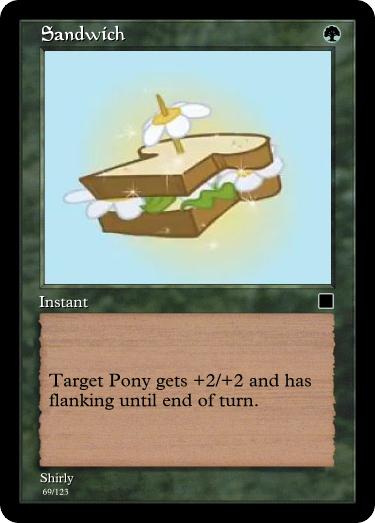 Sandwich
Instant
Target Pony gets +2/+2 and has
flanking until end of turn.
Shirly
69/123